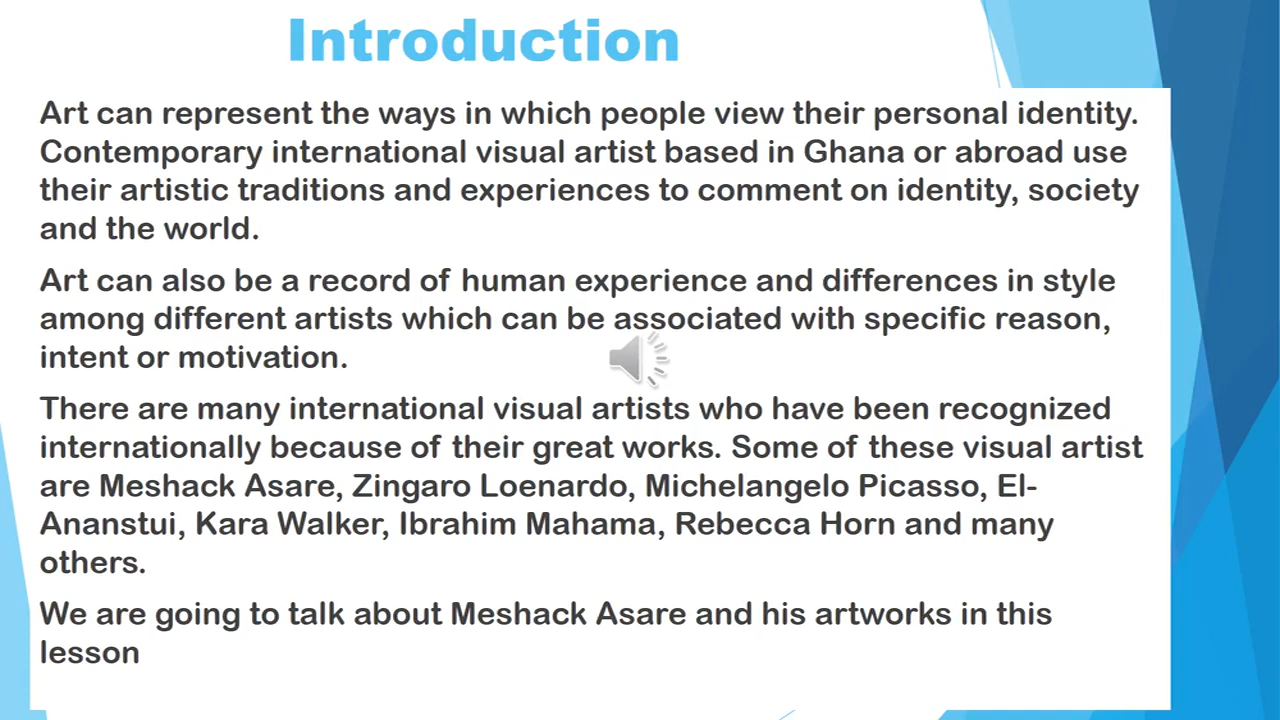 Introduction
Art can represent the ways in which people view their personal identity.
Contemporary international visual artist based in Ghana or abroad use
their artistic traditions and experiences to comment on identity, society
and the world.
Art can also be a record of human experience and differences in style
among different artists which can be associated with specific reason,
intent or motivation.
There are many international visual artists who have been recognized
internationally because of their great works. Some of these visual artist
are Meshack Asare, Zingaro Loenardo, Michelangelo Picasso, El-
Ananstui, Kara Walker, Ibrahim Mahama, Rebecca Horn and many
others.
We are going to talk about Meshack Asare and his artworks in this
lesson